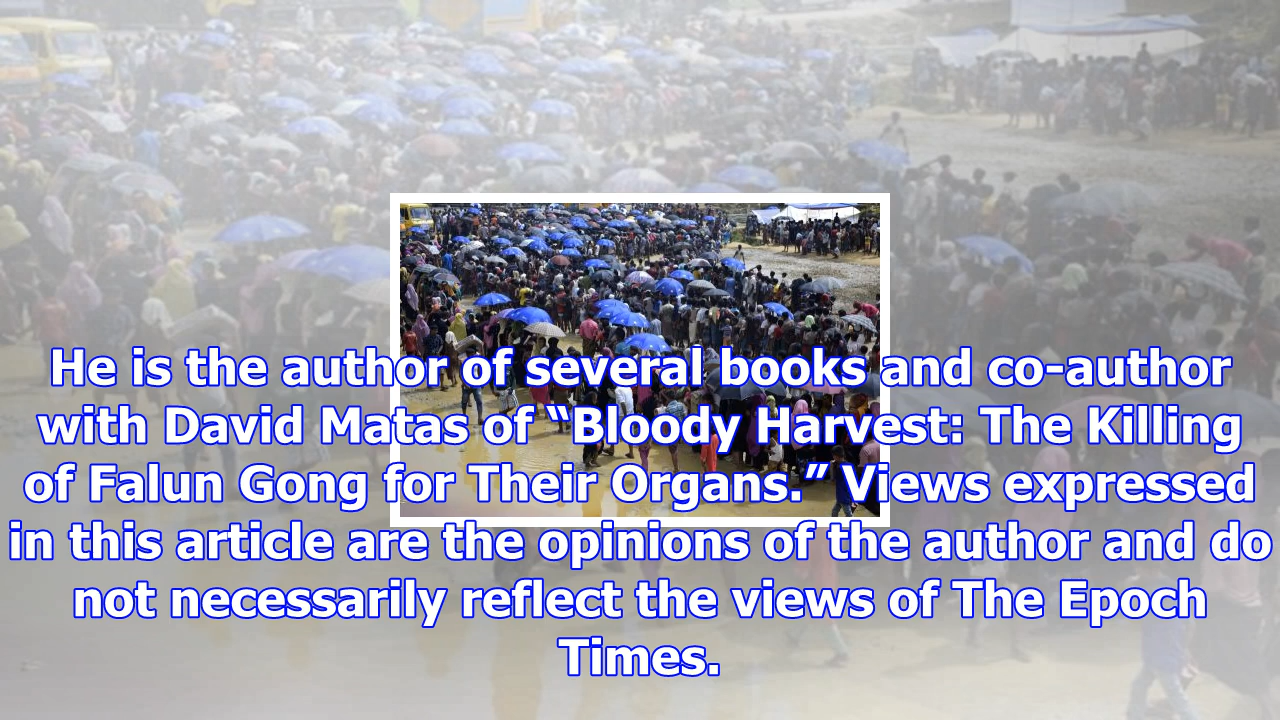 He is the author of several books and co-author
with David Matas of “Bloody Harvest: The Killing
of Falun Gong for Their Organs.” Views expressed
in this article are the opinions of the author and do
not necessarily reflect the views of The Epoch
Times.